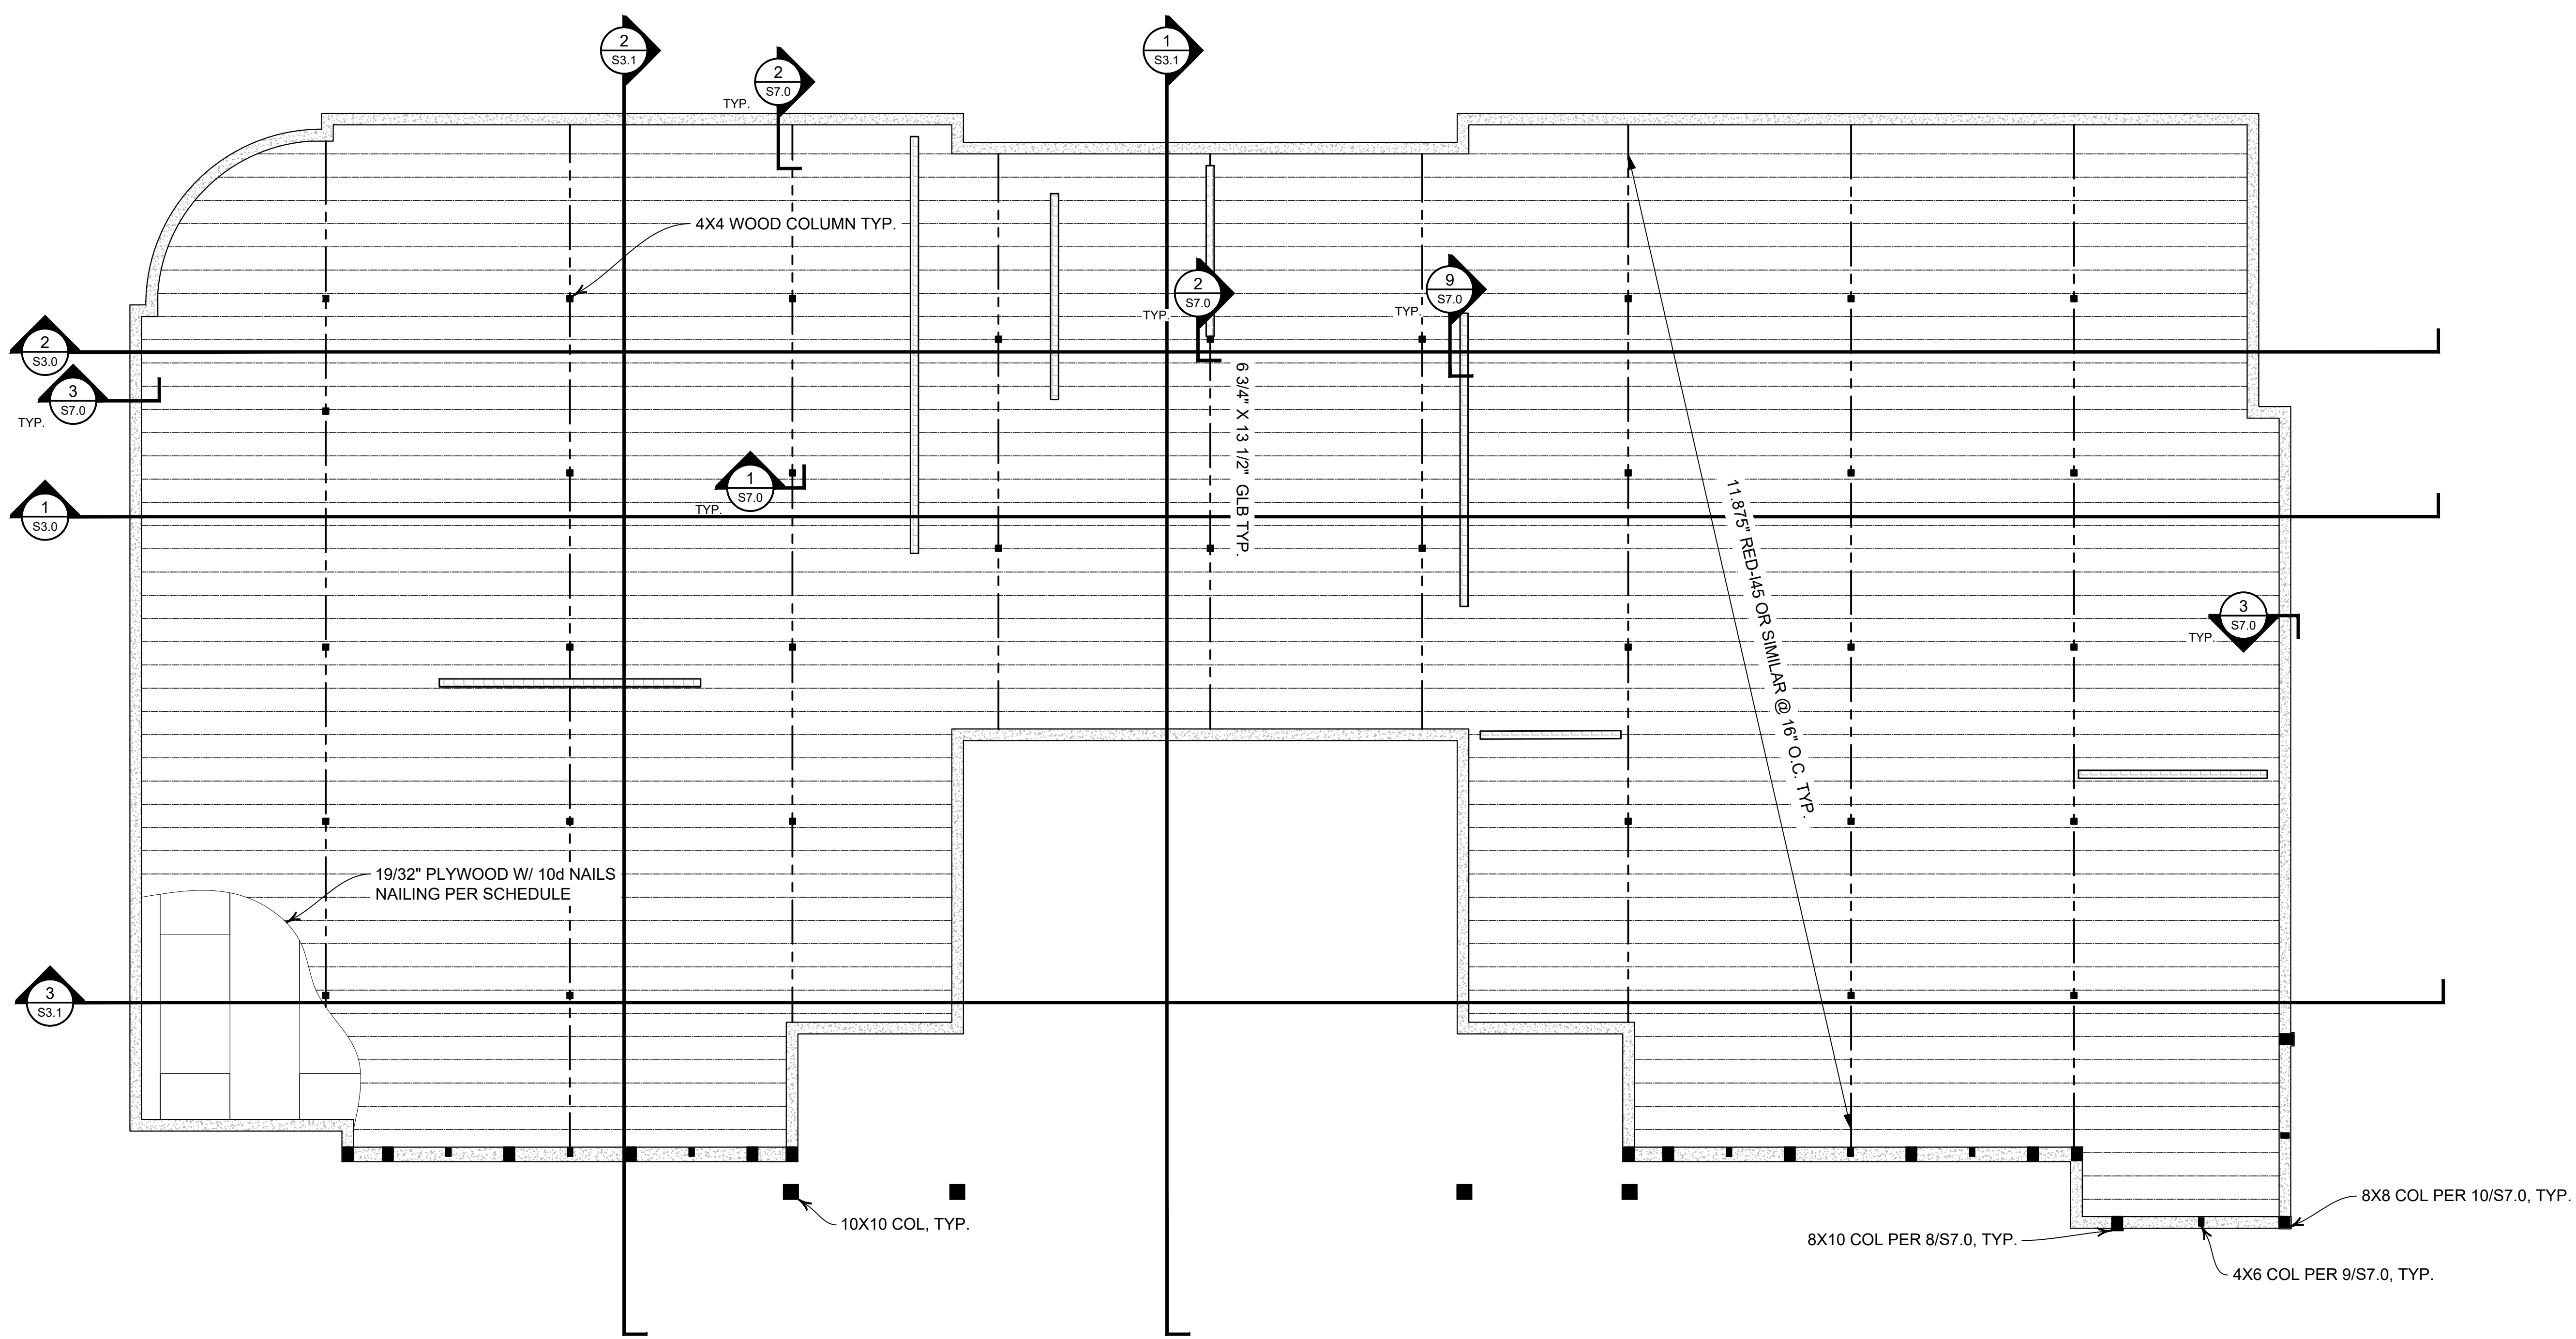 2
S3.1
1
S3.1
2
S7.0
TYP.
4X4 WOOD COLUMN TYP.
2
S7.0
TYP.
9
S7.0
TYP.
2
S3.0
3
S7.0
TYP.
6 3/4" X 13 1/2" GLB TYP.
1
S7.0
TYP.
1
S3.0
11.875" RED-I45 OR SIMILAR @ 16" O.C. TYP.
3
S7.0
TYP.
19/32" PLYWOOD W/ 10d NAILS
NAILING PER SCHEDULE
3
S3.1
10X10 COL, TYP.
8X8 COL PER 10/S7.0, TYP.
8X10 COL PER 8/S7.0, TYP.
4X6 COL PER 9/S7.0, TYP.